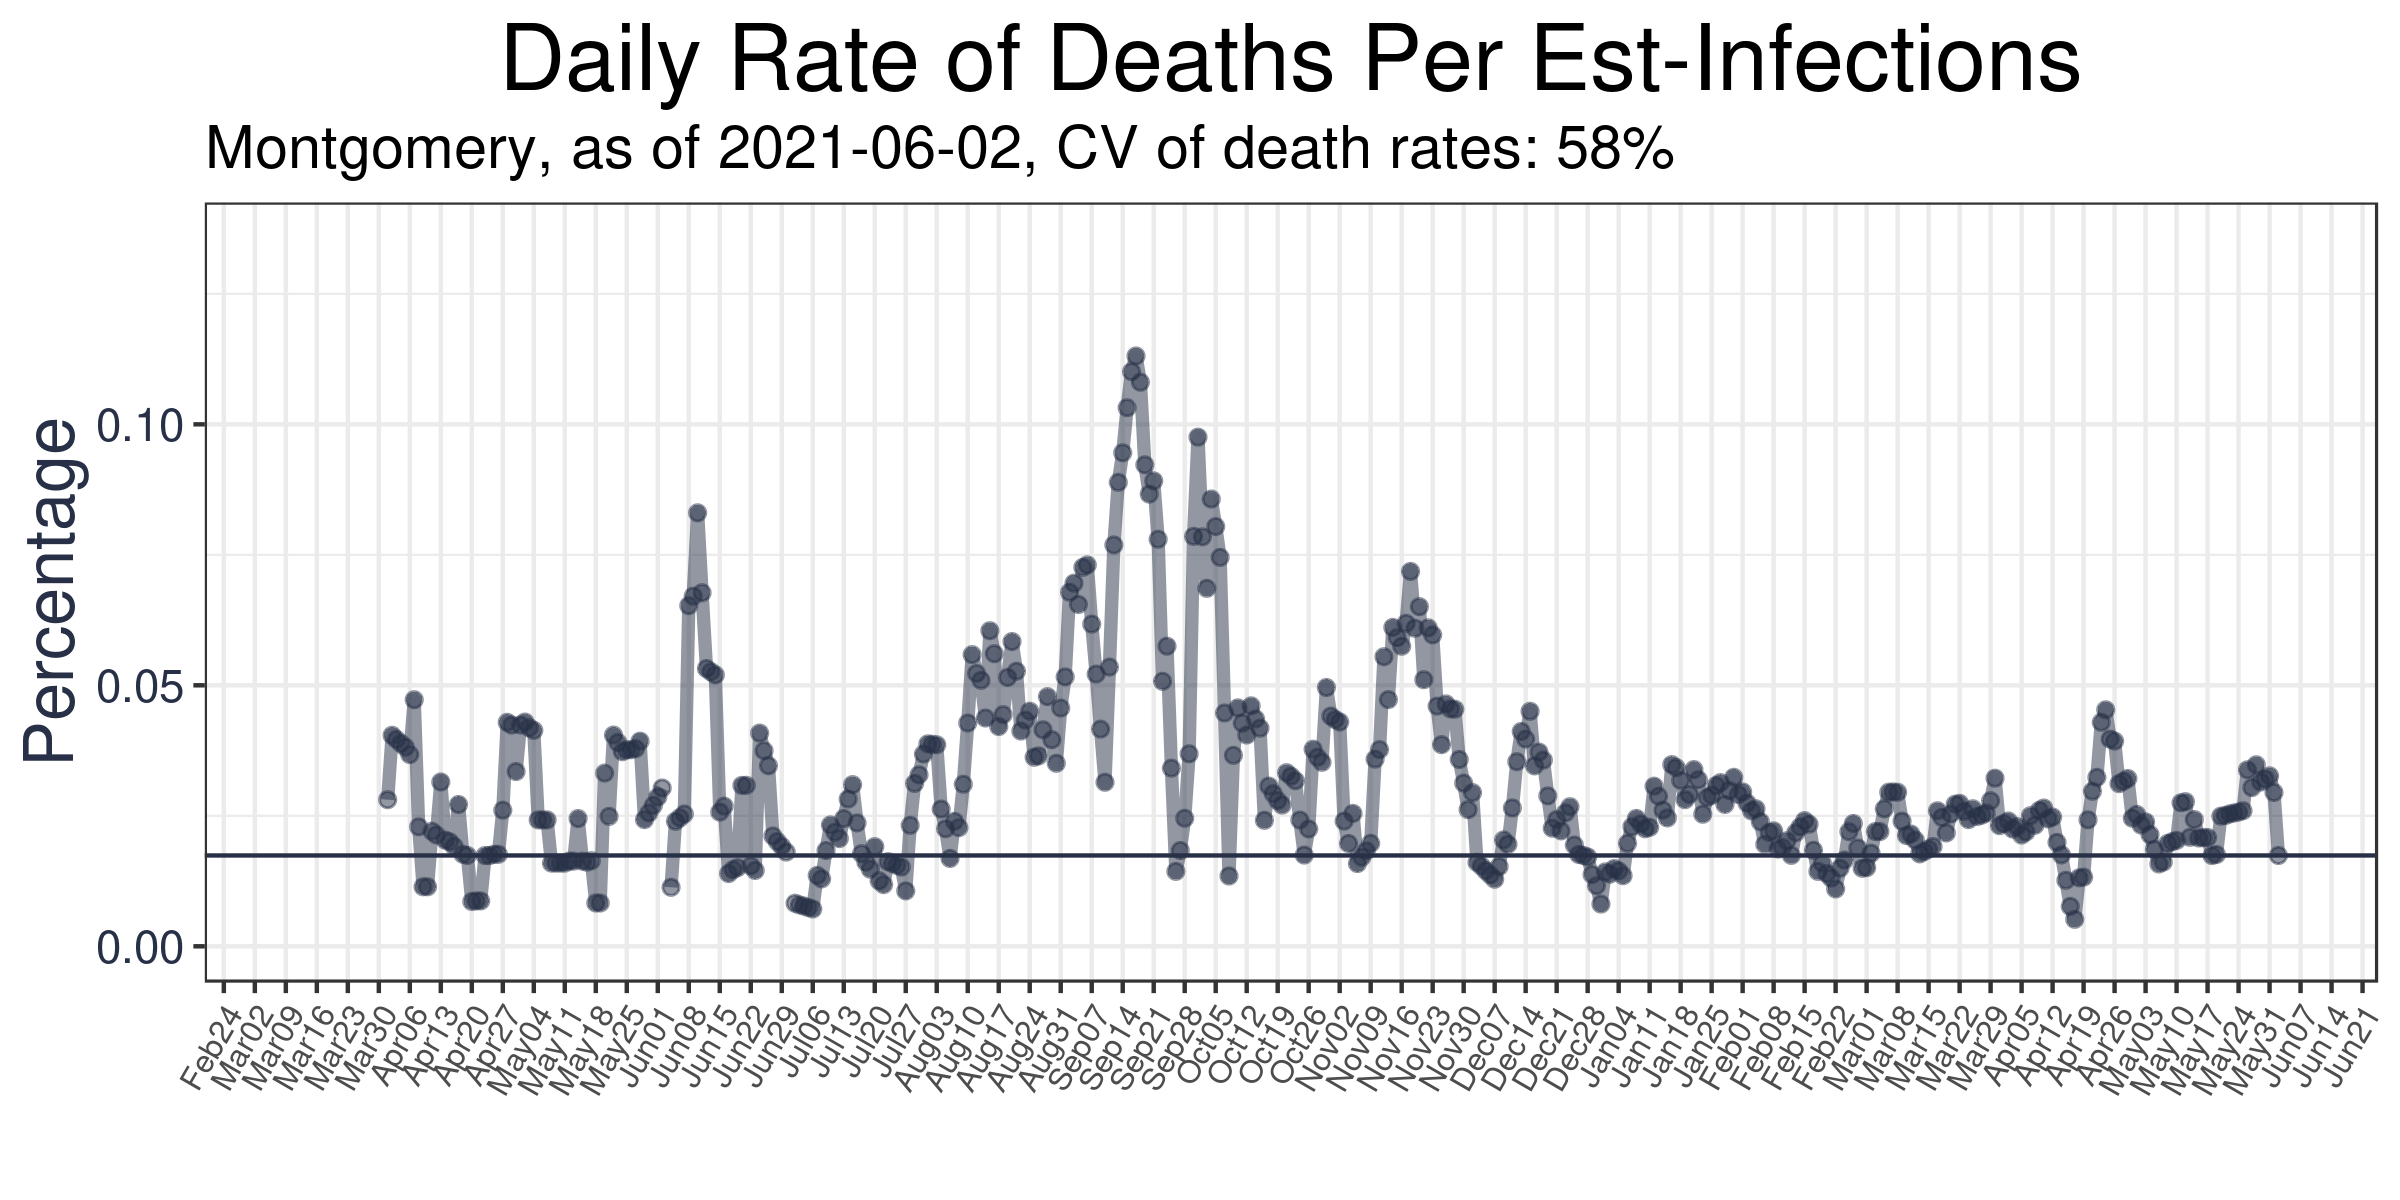 Daily Rate of Deaths Per Est-Infections
Montgomery, as of 2021-06-02, CV of death rates: 58%
Percentage
0.10
0.05
0.00
Feb24
Mar02
Mar09
Mar16
Mar23
Mar30
Apr06
Apr13
Apr20
Apr27
May04
May11
May18
May25
Jun01
Jun08
Jun15
Jun22
Jun29
Jul06
Jul13
Jul20
Jul27
Aug03
Aug10
Aug17
Aug24
Aug31
Sep07
Sep14
Sep21
Sep28
Oct05
Oct12
Oct19
Oct26
Nov02
Nov09
Nov16
Nov23
Nov30
Dec07
Dec14
Dec21
Dec28
Jan04
Jan11
Jan18
Jan25
Feb01
Feb08
Feb15
Feb22
Mar01
Mar08
Mar15
Mar22
Mar29
Apr05
Apr12
Apr19
Apr26
May03
May10
May17
May24
May31
Jun07
Jun14
Jun21